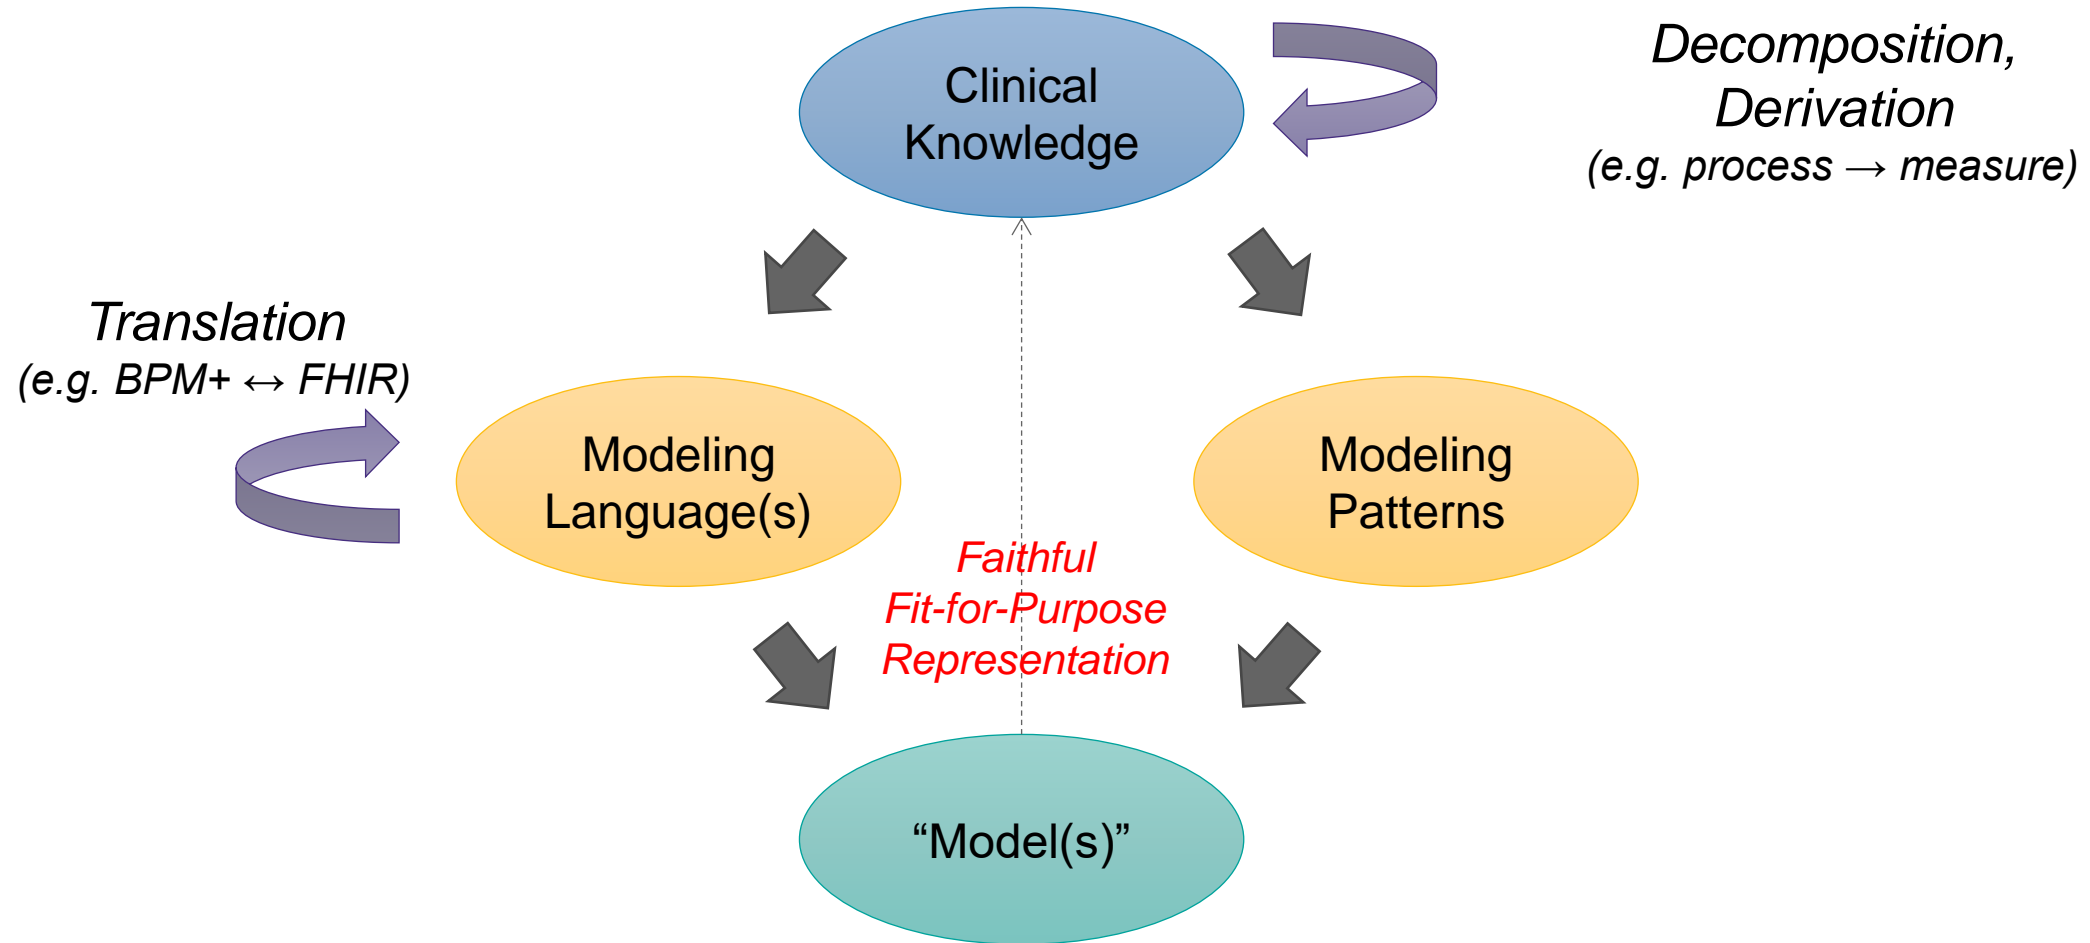 Clinical
Knowledge
Decomposition,
Derivation
(e.g. process → measure)
Translation
(e.g. BPM+ ↔ FHIR)
Modeling
Language(s)
Modeling
Patterns
Faithful
Fit-for-Purpose
Representation
“Model(s)”